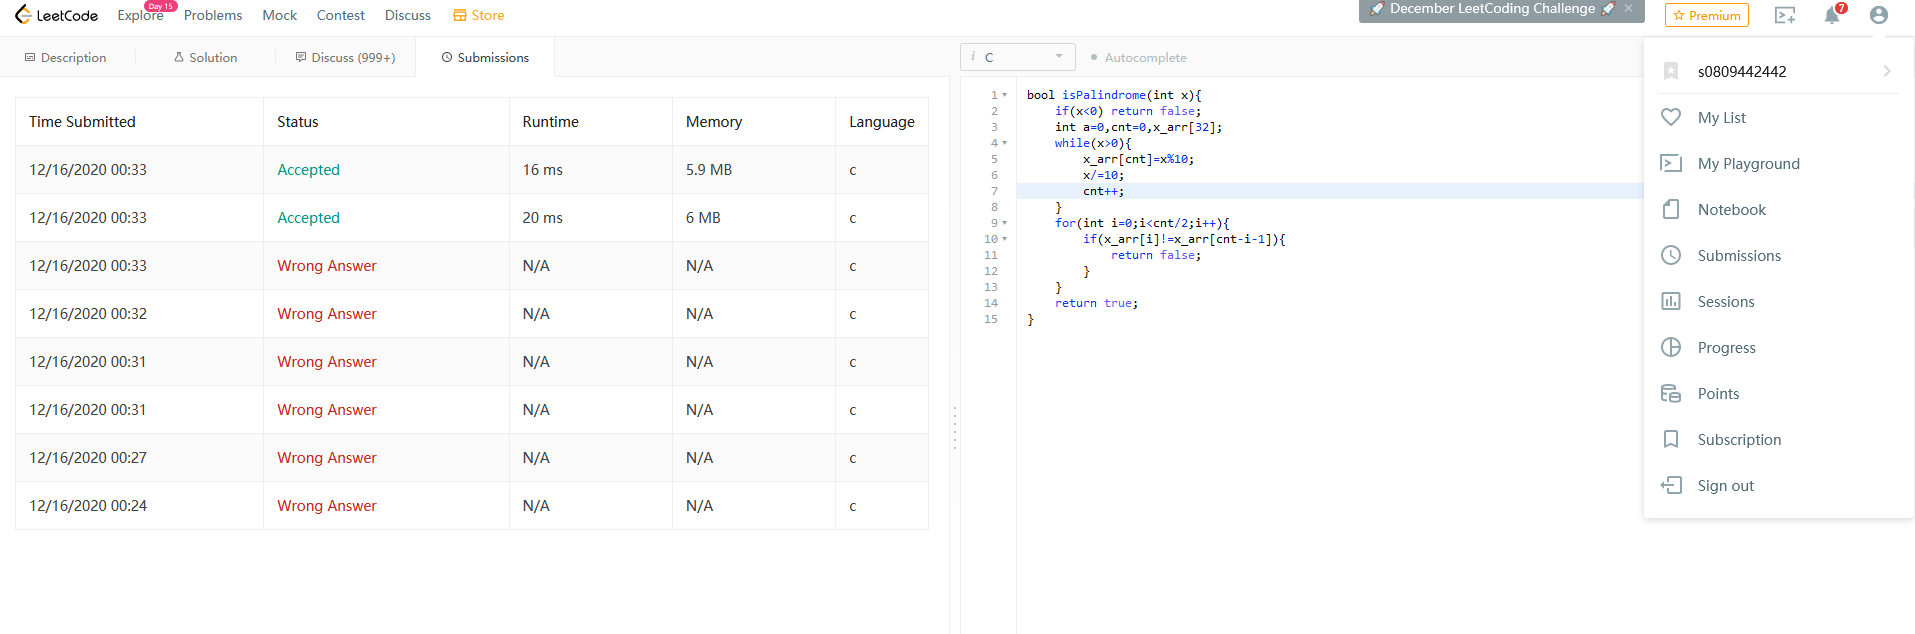 LeetCode Explore Day 15 Problems Mock Contest Discuss Store
🚀 December LeetCoding Challenge 🚀 ×
Premium 7
Description Solution Discuss (999+) Submissions
Time Submitted Status Runtime Memory Language
12/16/2020 00:33 Accepted 16 ms 5.9 MB c
12/16/2020 00:33 Accepted 20 ms 6 MB c
12/16/2020 00:33 Wrong Answer N/A N/A c
12/16/2020 00:32 Wrong Answer N/A N/A c
12/16/2020 00:31 Wrong Answer N/A N/A c
12/16/2020 00:31 Wrong Answer N/A N/A c
12/16/2020 00:27 Wrong Answer N/A N/A c
12/16/2020 00:24 Wrong Answer N/A N/A c
i C Autocomplete
1 bool isPalindrome(int x){
2 if(x<0) return false;
3 int a=0,cnt=0,x_arr[32];
4 while(x>0){
5 x_arr[cnt]=x%10;
6 x/=10;
7 cnt++;
8 }
9 for(int i=0;i<cnt/2;i++){
10 if(x_arr[i]!=x_arr[cnt-i-1]){
11 return false;
12 }
13 }
14 return true;
15 }
s0809442442
My List
My Playground
Notebook
Submissions
Sessions
Progress
Points
Subscription
Sign out